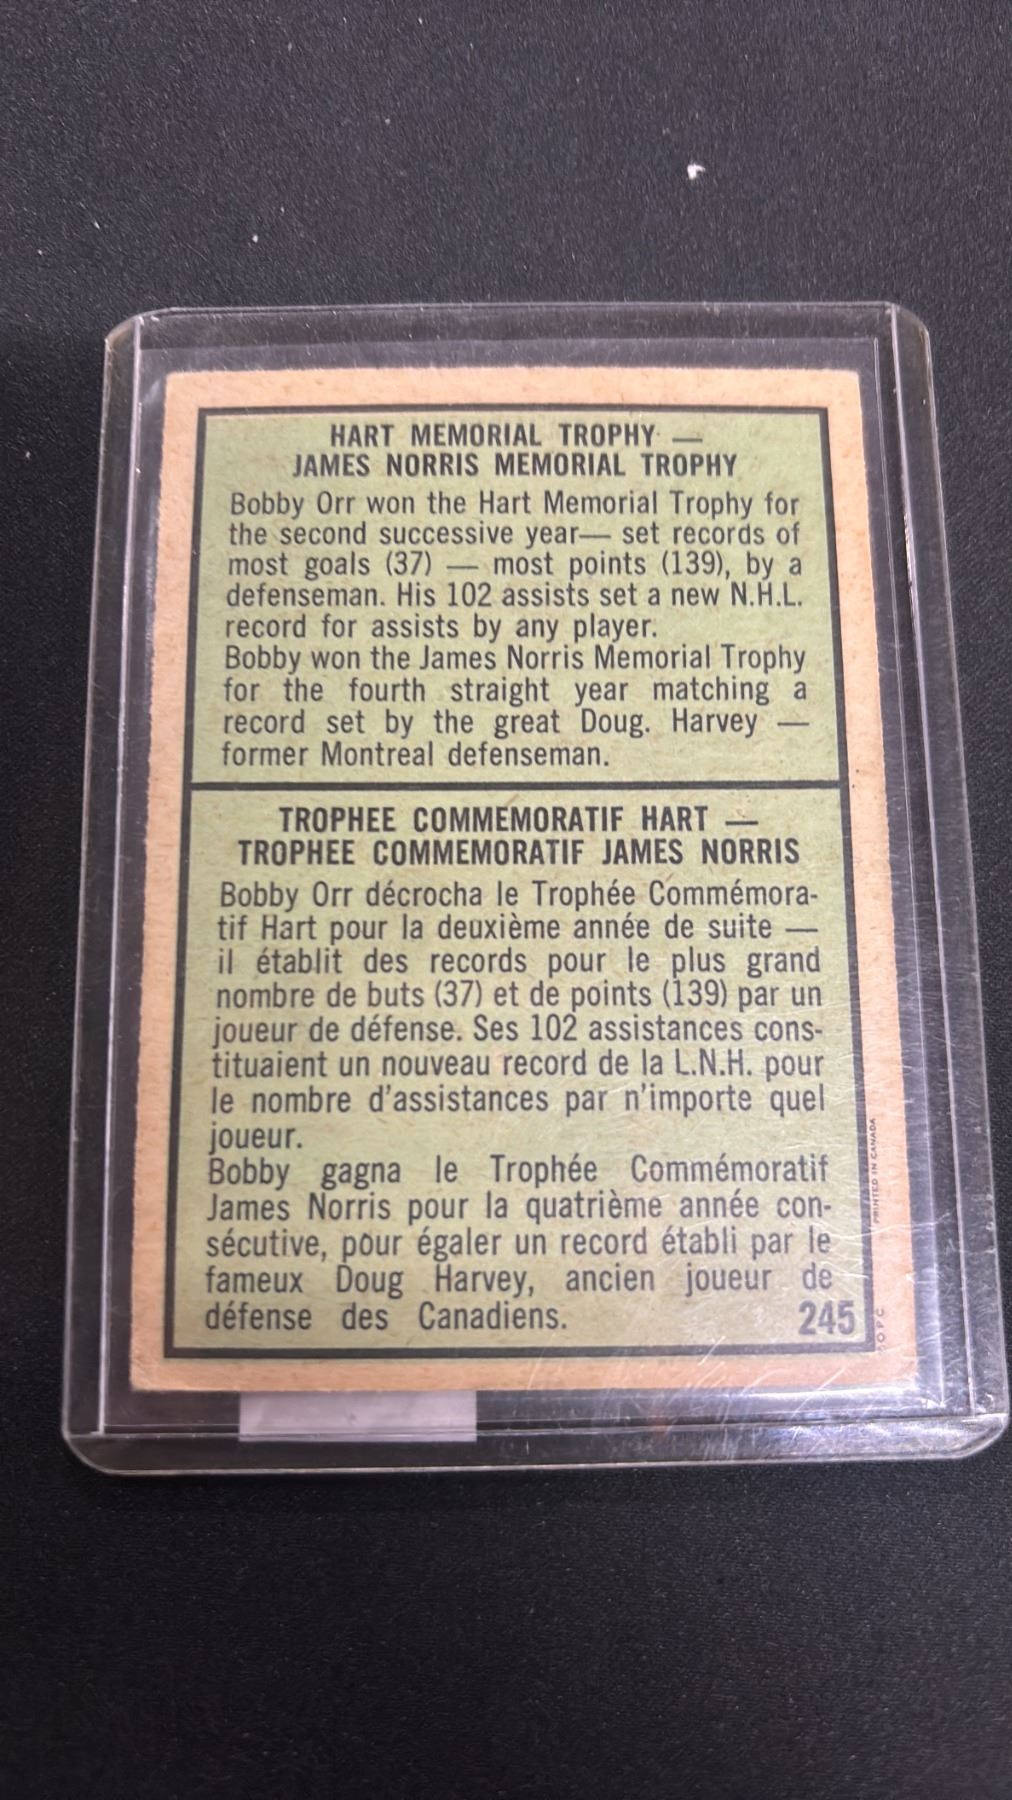 HART MEMORIAL TROPHY —
JAMES NORRIS MEMORIAL TROPHY
Bobby Orr won the Hart Memorial Trophy for
the second successive year— set records of
most goals (37) — most points (139), by a
defenseman. His 102 assists set a new N.H.L.
record for assists by any player.
Bobby won the James Norris Memorial Trophy
for the fourth straight year matching a
record set by the great Doug. Harvey —
former Montreal defenseman.
TROPHEE COMMEMORATIF HART —
TROPHEE COMMEMORATIF JAMES NORRIS
Bobby Orr décrocha le Trophée Commémora-
tif Hart pour la deuxième année de suite —
il établit des records pour le plus grand
nombre de buts (37) et de points (139) par un
joueur de défense. Ses 102 assistances cons-
tituaient un nouveau record de la L.N.H. pour
le nombre d'assistances par n'importe quel
joueur.
Bobby gagna le Trophée Commémoratif
James Norris pour la quatrième année con-
sécutive, pour égaler un record établi par le
fameux Doug Harvey, ancien joueur de
défense des Canadiens.
245
O.P.C. PRINTED IN CANADA